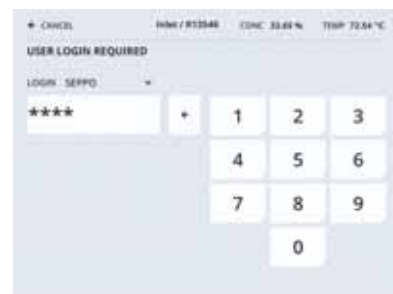 ← CANCEL
CONC 33.65 % TEMP 72.54 °C
USER LOGIN REQUIRED
LOGIN SEPPO
****
1 2 3
4 5 6
7 8 9
0